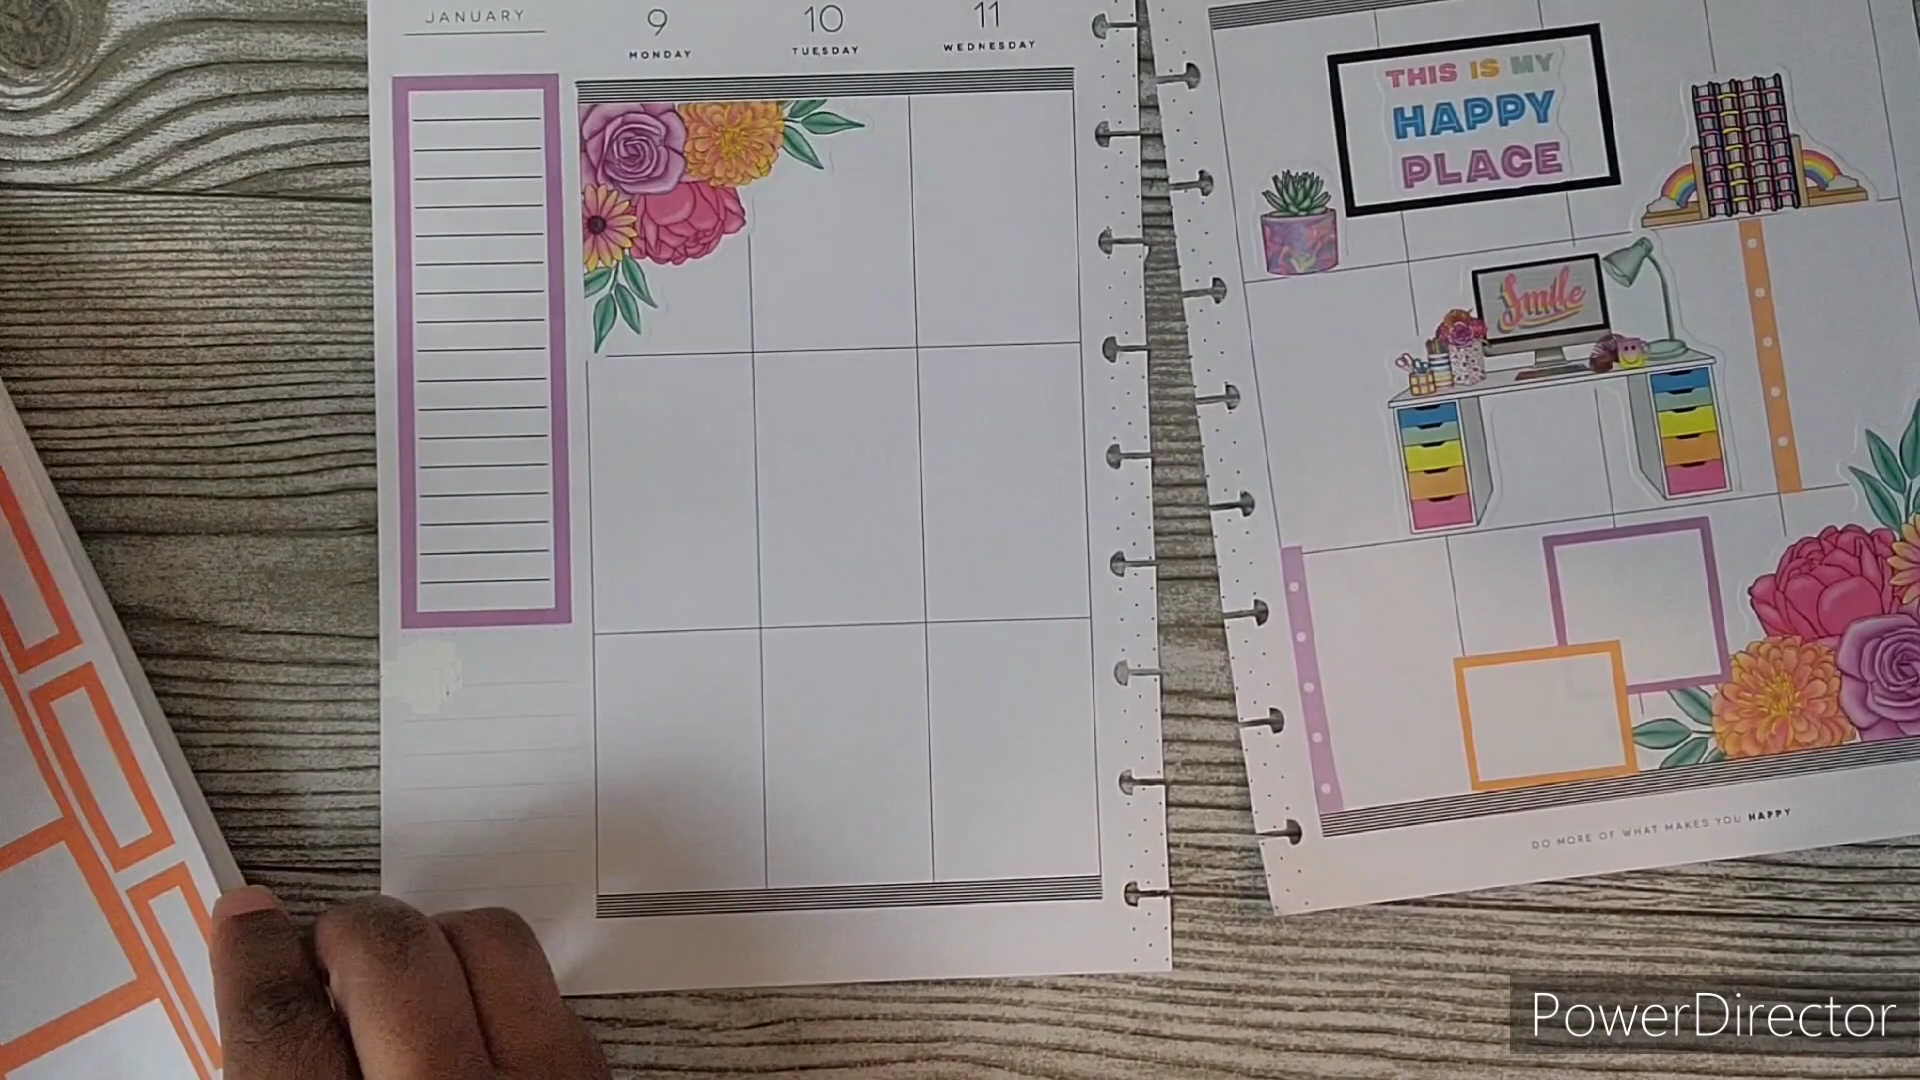 JANUARY
9
MONDAY
10
TUESDAY
11
WEDNESDAY
THIS IS MY
HAPPY
PLACE
Smile
DO MORE OF WHAT MAKES YOU HAPPY
PowerDirector